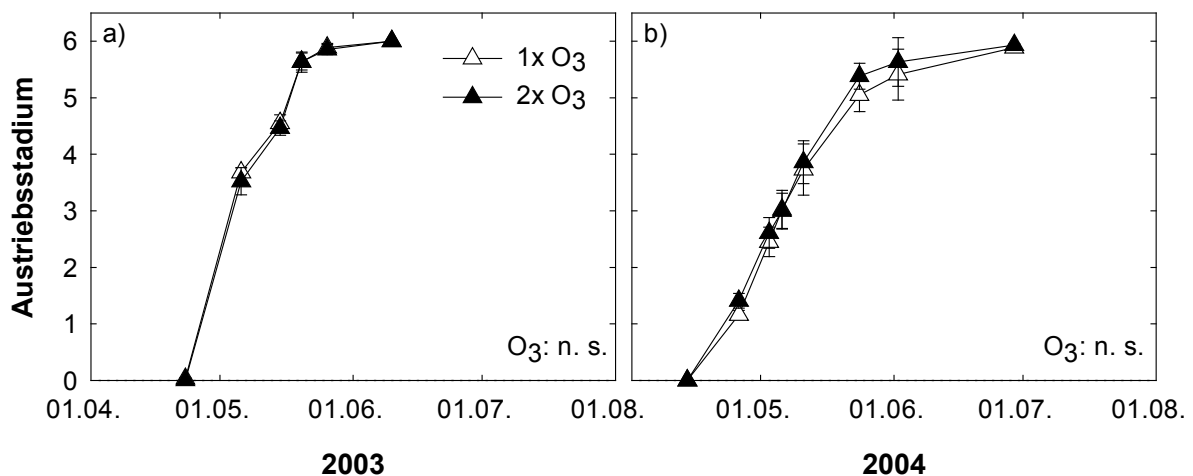 a)
1x O3
2x O3
O3: n. s.
b)
O3: n. s.
Austriebsstadium
6
5
4
3
2
1
0
01.04.
01.05.
01.06.
01.07.
01.08.
01.05.
01.06.
01.07.
01.08.
2003
2004